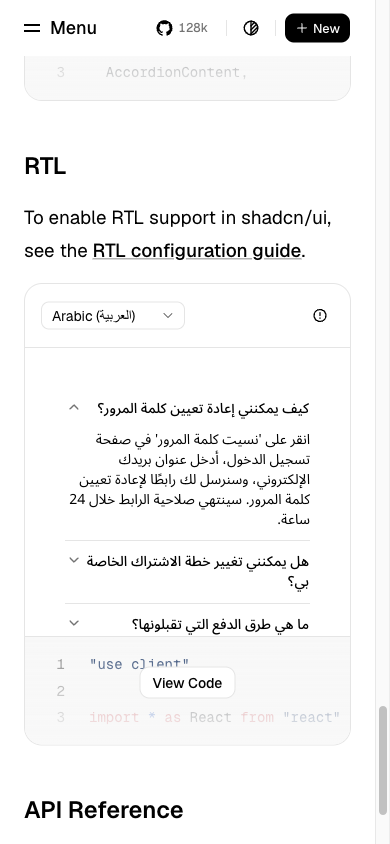 Menu
128k
New
3 AccordionContent,
RTL
To enable RTL support in shadcn/ui,
see the RTL configuration guide.
Arabic (العربية)
كيف يمكنني إعادة تعيين كلمة المرور؟
انقر على 'نسيت كلمة المرور' في صفحة
تسجيل الدخول، أدخل عنوان بريدك
الإلكتروني، وسنرسل لك رابطًا لإعادة تعيين
كلمة المرور. سينتهي صلاحية الرابط خلال 24
ساعة.
هل يمكنني تغيير خطة الاشتراك الخاصة
بي؟
ما هي طرق الدفع التي تقبلونها؟
1 "use client"
2
View Code
3 import * as React from "react"
API Reference